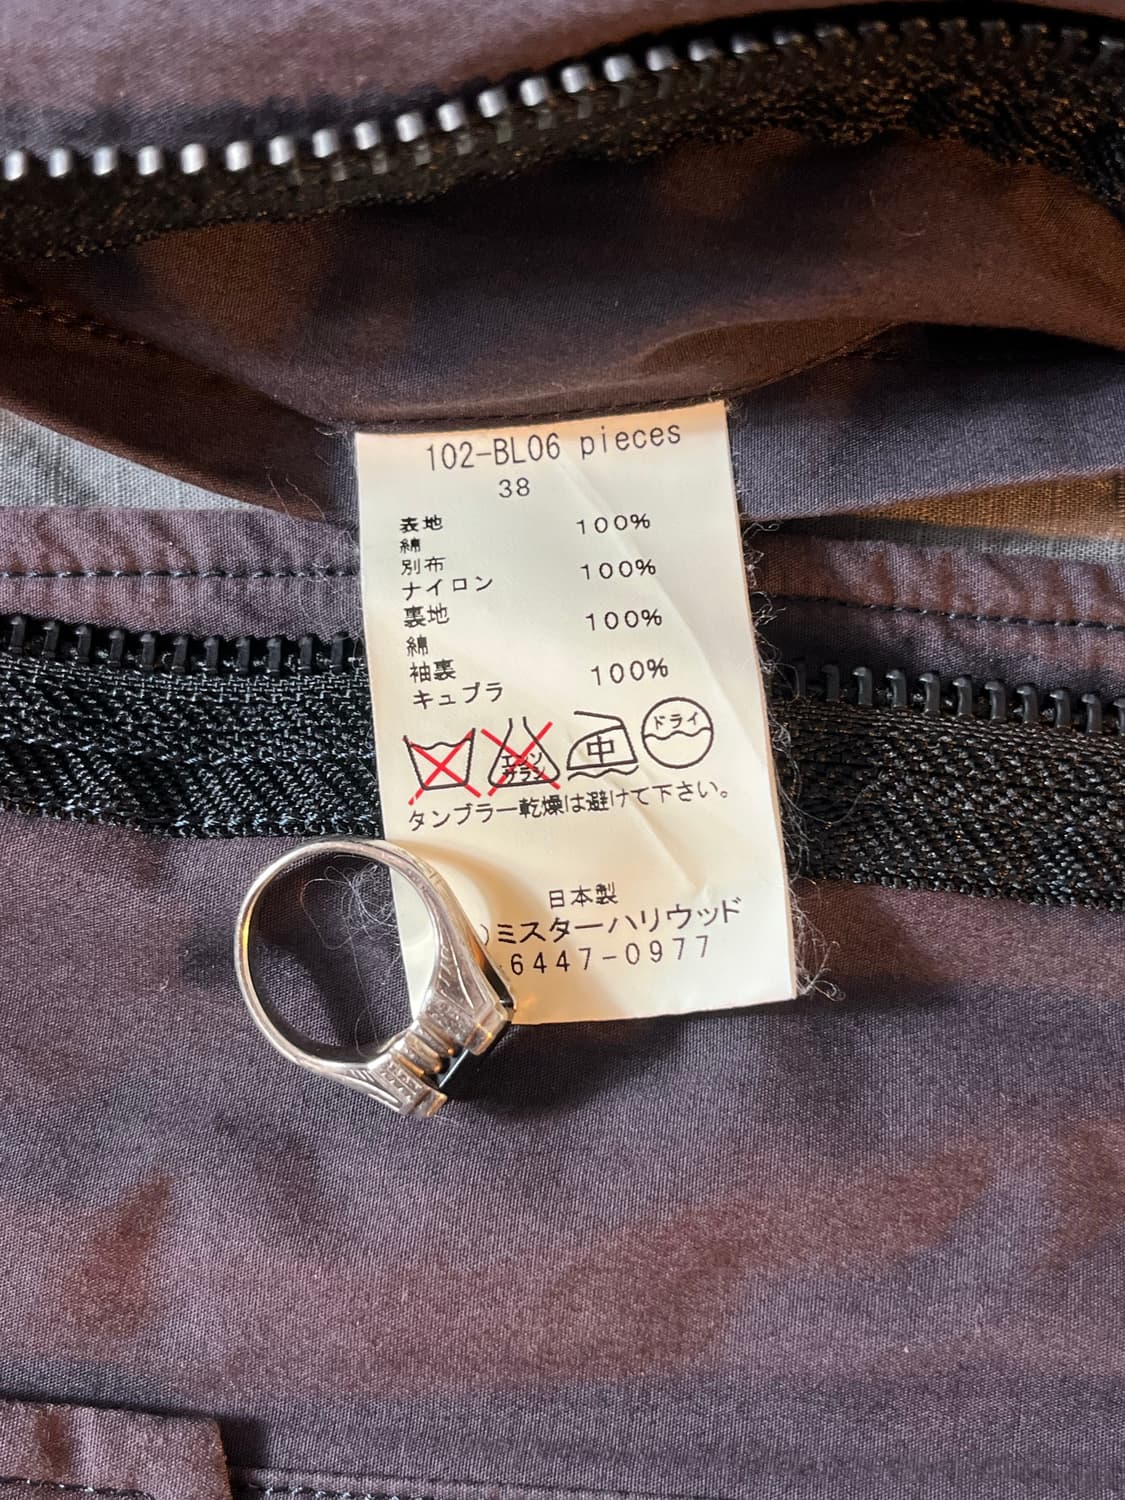 102-BL06 pieces
38
表地 100%
綿
別布 100%
ナイロン
裏地 100%
綿
袖裏 100%
キュプラ
エンソ サラシ 中 ドライ
タンブラー乾燥は避けて下さい。
日本製
)ミスターハリウッド
6447-0977